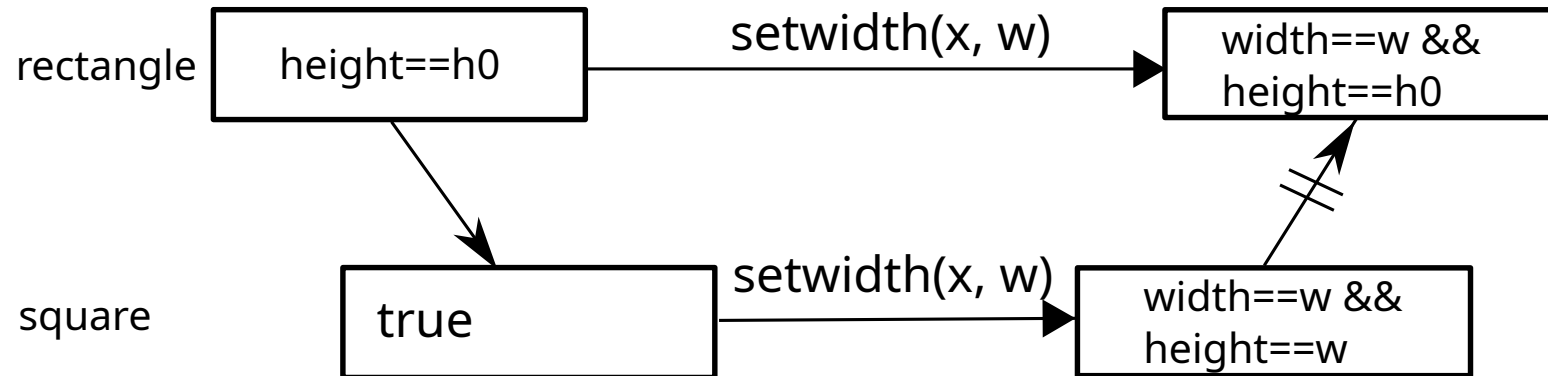 rectangle
height==h0
setwidth(x, w)
width==w &&
height==h0
square
true
setwidth(x, w)
width==w &&
height==w